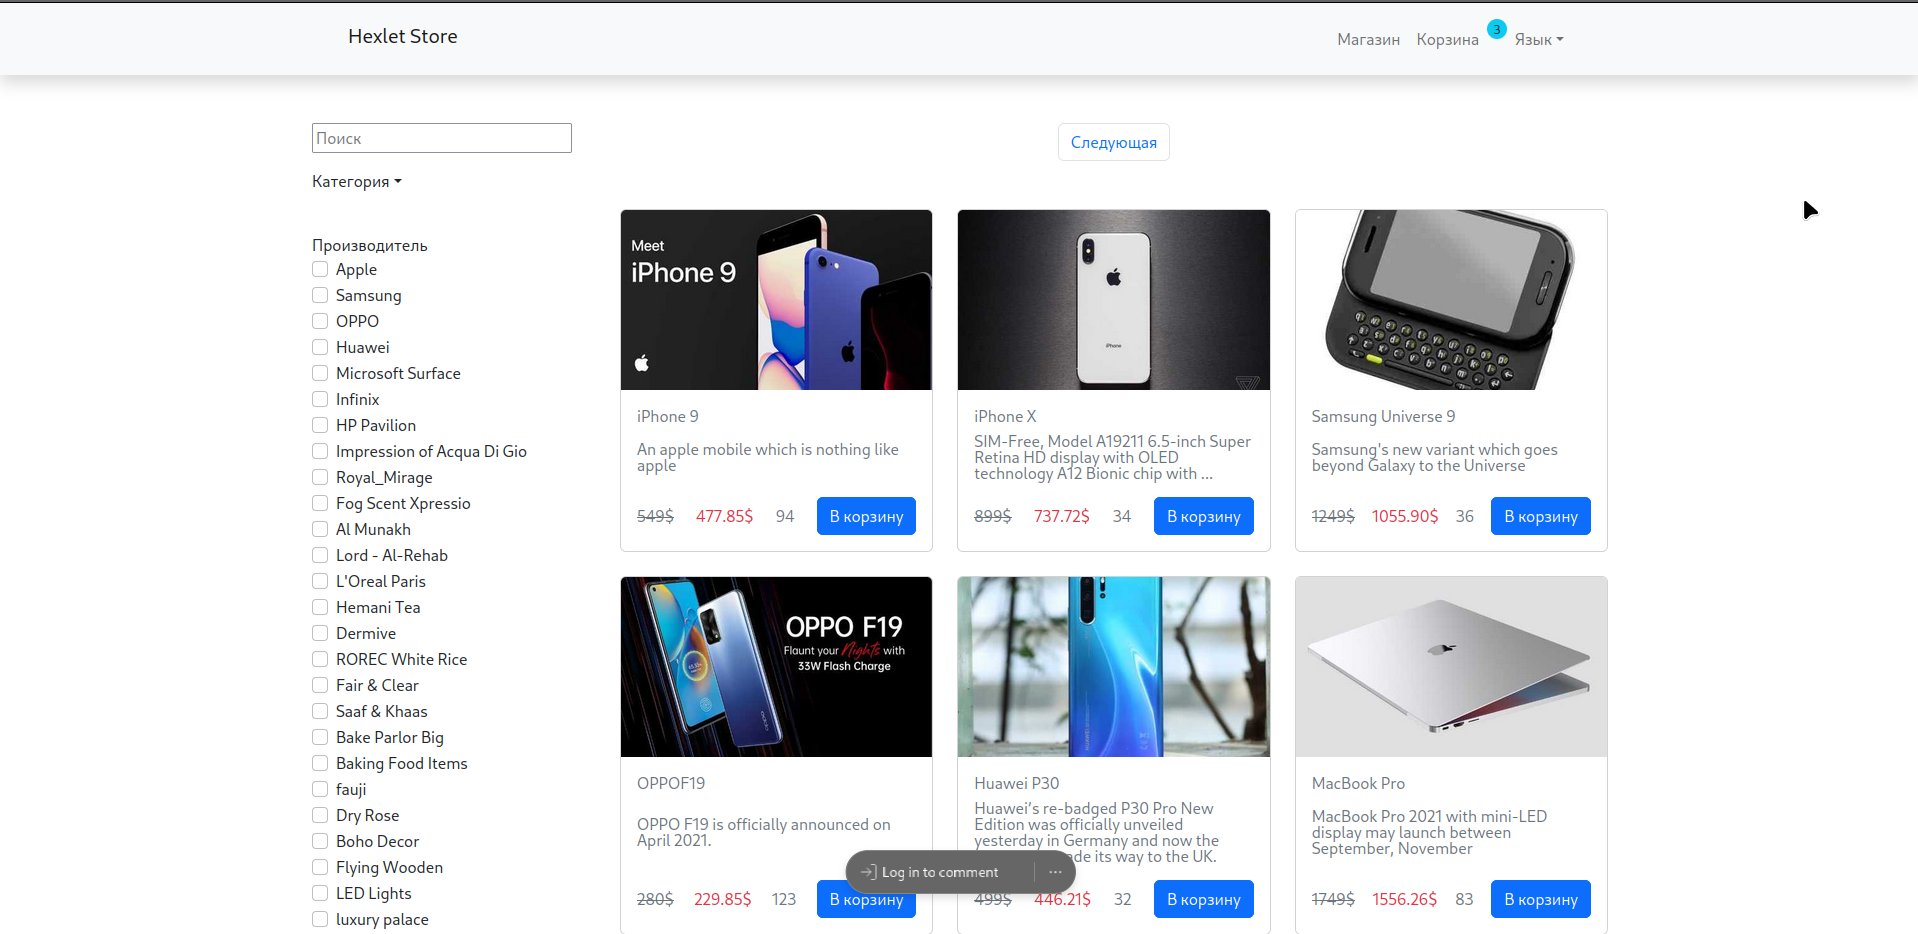 Hexlet Store
Магазин
Корзина
3
Язык
Поиск
Категория
Производитель
Apple
Samsung
OPPO
Huawei
Microsoft Surface
Infinix
HP Pavilion
Impression of Acqua Di Gio
Royal_Mirage
Fog Scent Xpressio
Al Munakh
Lord - Al-Rehab
L'Oreal Paris
Hemani Tea
Dermive
ROREC White Rice
Fair & Clear
Saaf & Khaas
Bake Parlor Big
Baking Food Items
fauji
Dry Rose
Boho Decor
Flying Wooden
LED Lights
luxury palace
Следующая
Meet
iPhone 9
iPhone 9
An apple mobile which is nothing like
apple
549$ 477.85$ 94 В корзину
iPhone
iPhone X
SIM-Free, Model A19211 6.5-inch Super
Retina HD display with OLED
technology A12 Bionic chip with ...
899$ 737.72$ 34 В корзину
Samsung Universe 9
Samsung's new variant which goes
beyond Galaxy to the Universe
1249$ 1055.90$ 36 В корзину
OPPO F19
Flaunt your Nights with
33W Flash Charge
OPPOF19
OPPO F19 is officially announced on
April 2021.
280$ 229.85$ 123 В корзину
Huawei P30
Huawei's re-badged P30 Pro New
Edition was officially unveiled
yesterday in Germany and now the
its way to the UK.
499$ 446.21$ 32 В корзину
MacBook Pro
MacBook Pro 2021 with mini-LED
display may launch between
September, November
1749$ 1556.26$ 83 В корзину
Log in to comment